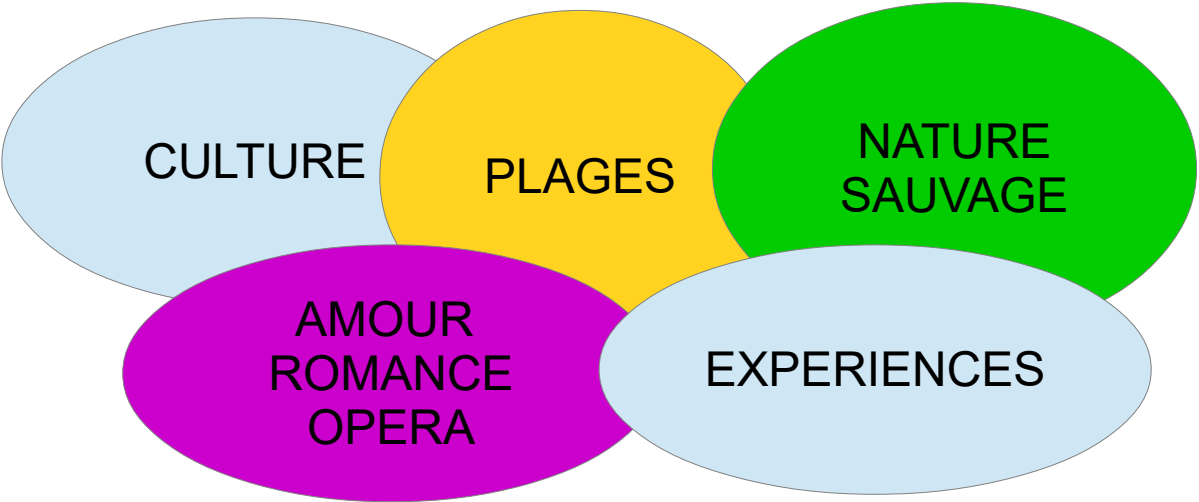 CULTURE
PLAGES
NATURE
SAUVAGE
AMOUR
ROMANCE
OPERA
EXPERIENCES